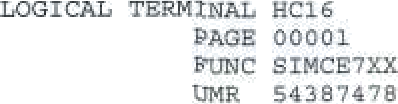 LOGICAL TERMINAL HC16
PAGE 00001
FUNC SIMCE7XX
UMR 54387478